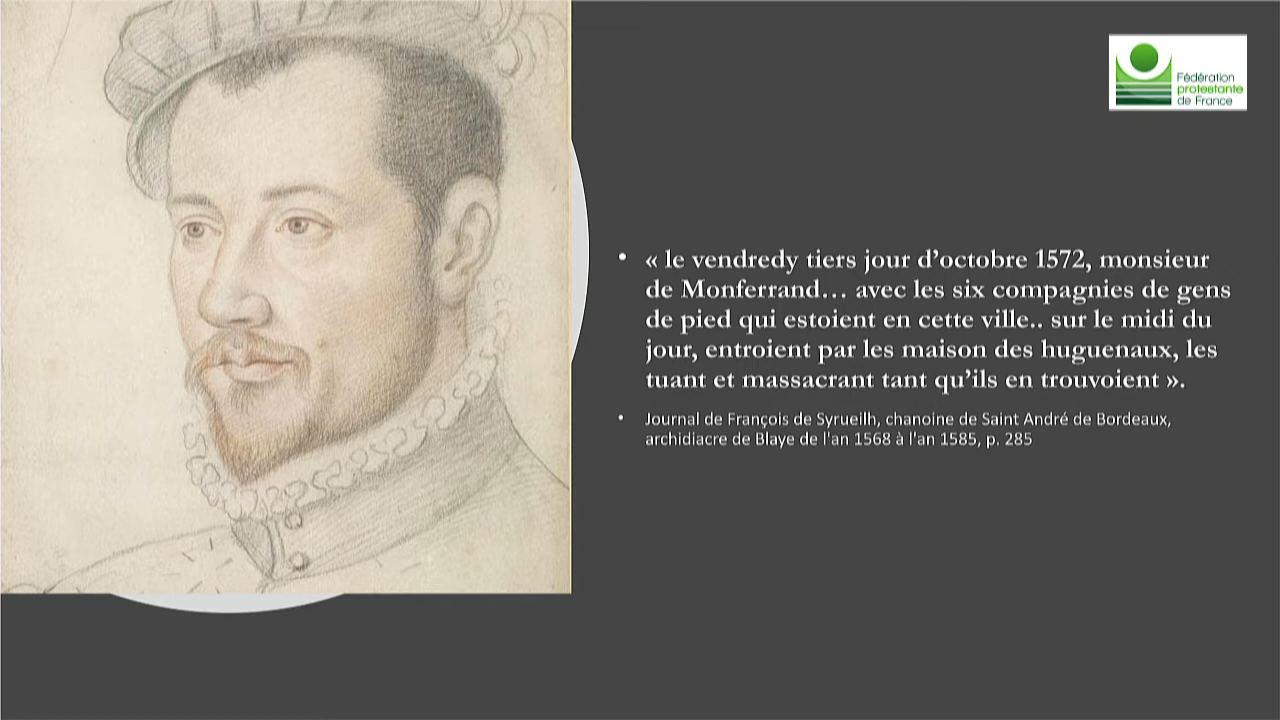 Fédération
protestante
de France
• « le vendredy tiers jour d’octobre 1572, monsieur
de Monferrand… avec les six compagnies de gens
de pied qui estoient en cette ville.. sur le midi du
jour, entroient par les maison des huguenaux, les
tuant et massacrant tant qu’ils en trouvoient ».
• Journal de François de Syrueilh, chanoine de Saint André de Bordeaux,
archidiacre de Blaye de l'an 1568 à l'an 1585, p. 285